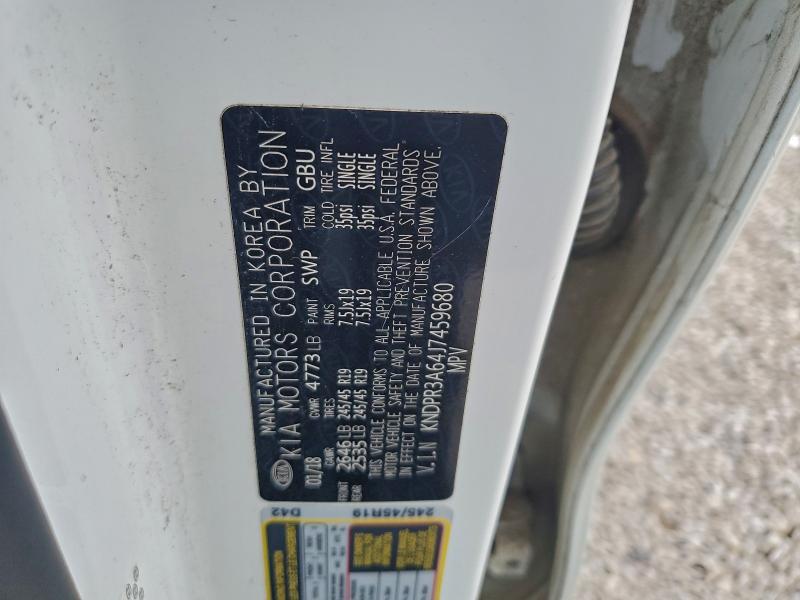 MANUFACTURED IN KOREA BY
KIA KIA MOTORS CORPORATION
01/18 GVWR 4773 LB PAINT SWP TRIM GBU
GAWR TIRES RIMS COLD TIRE INFL
FRONT 2646 LB 245/45 R19 7.5Jx19 35psi SINGLE
REAR 2535 LB 245/45 R19 7.5Jx19 35psi SINGLE
THIS VEHICLE CONFORMS TO ALL APPLICABLE U.S.A. FEDERAL
MOTOR VEHICLE SAFETY AND THEFT PREVENTION STANDARDS
IN EFFECT ON THE DATE OF MANUFACTURE SHOWN ABOVE.
V.I.N KNDPR3A64J7459680
MPV
D42
245/45R19